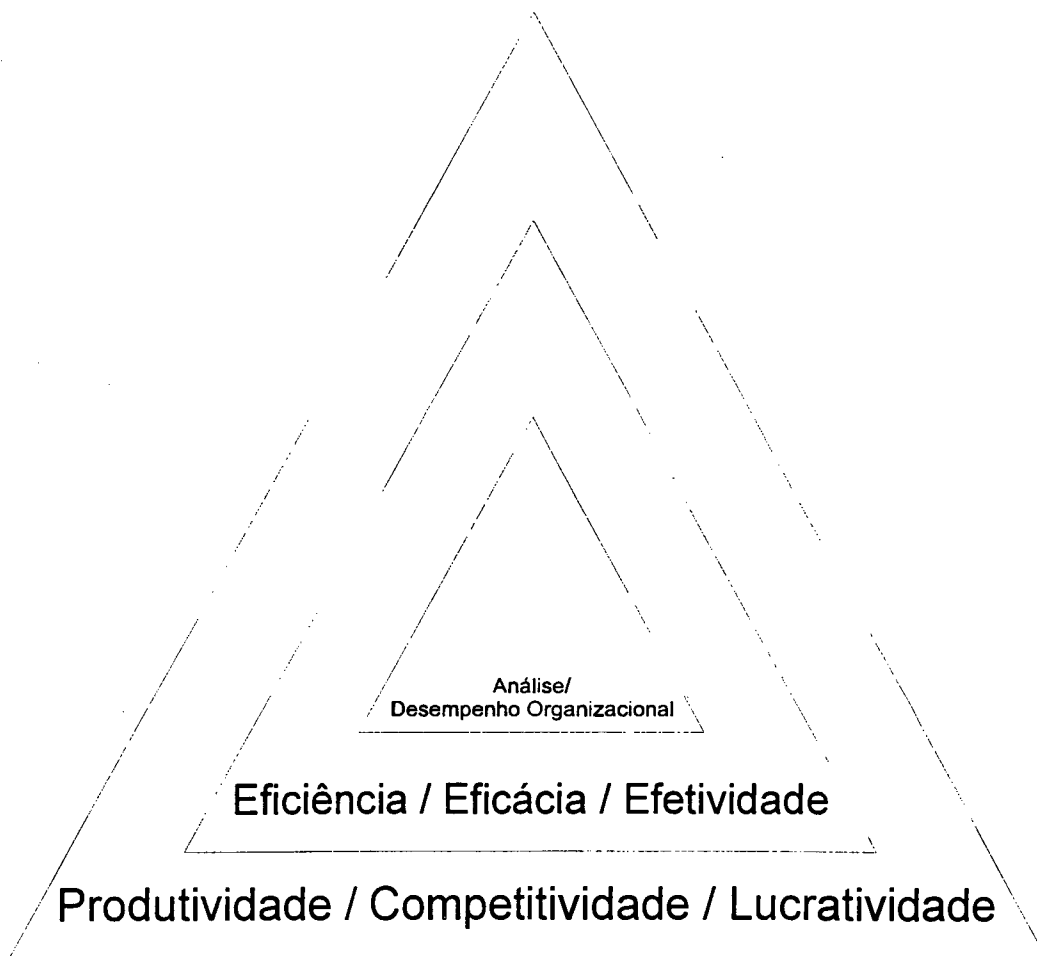 Análise/
Desempenho Organizacional
Eficiência / Eficácia / Efetividade
Produtividade / Competitividade / Lucratividade